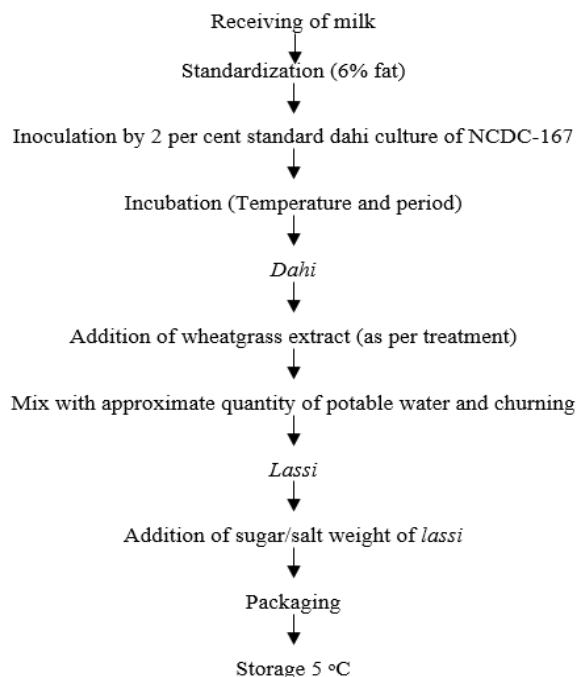 Receiving of milk
Standardization (6% fat)
Inoculation by 2 per cent standard dahi culture of NCDC-167
Incubation (Temperature and period)
Dahi
Addition of wheatgrass extract (as per treatment)
Mix with approximate quantity of potable water and churning
Lassi
Addition of sugar/salt weight of lassi
Packaging
Storage 5 °C